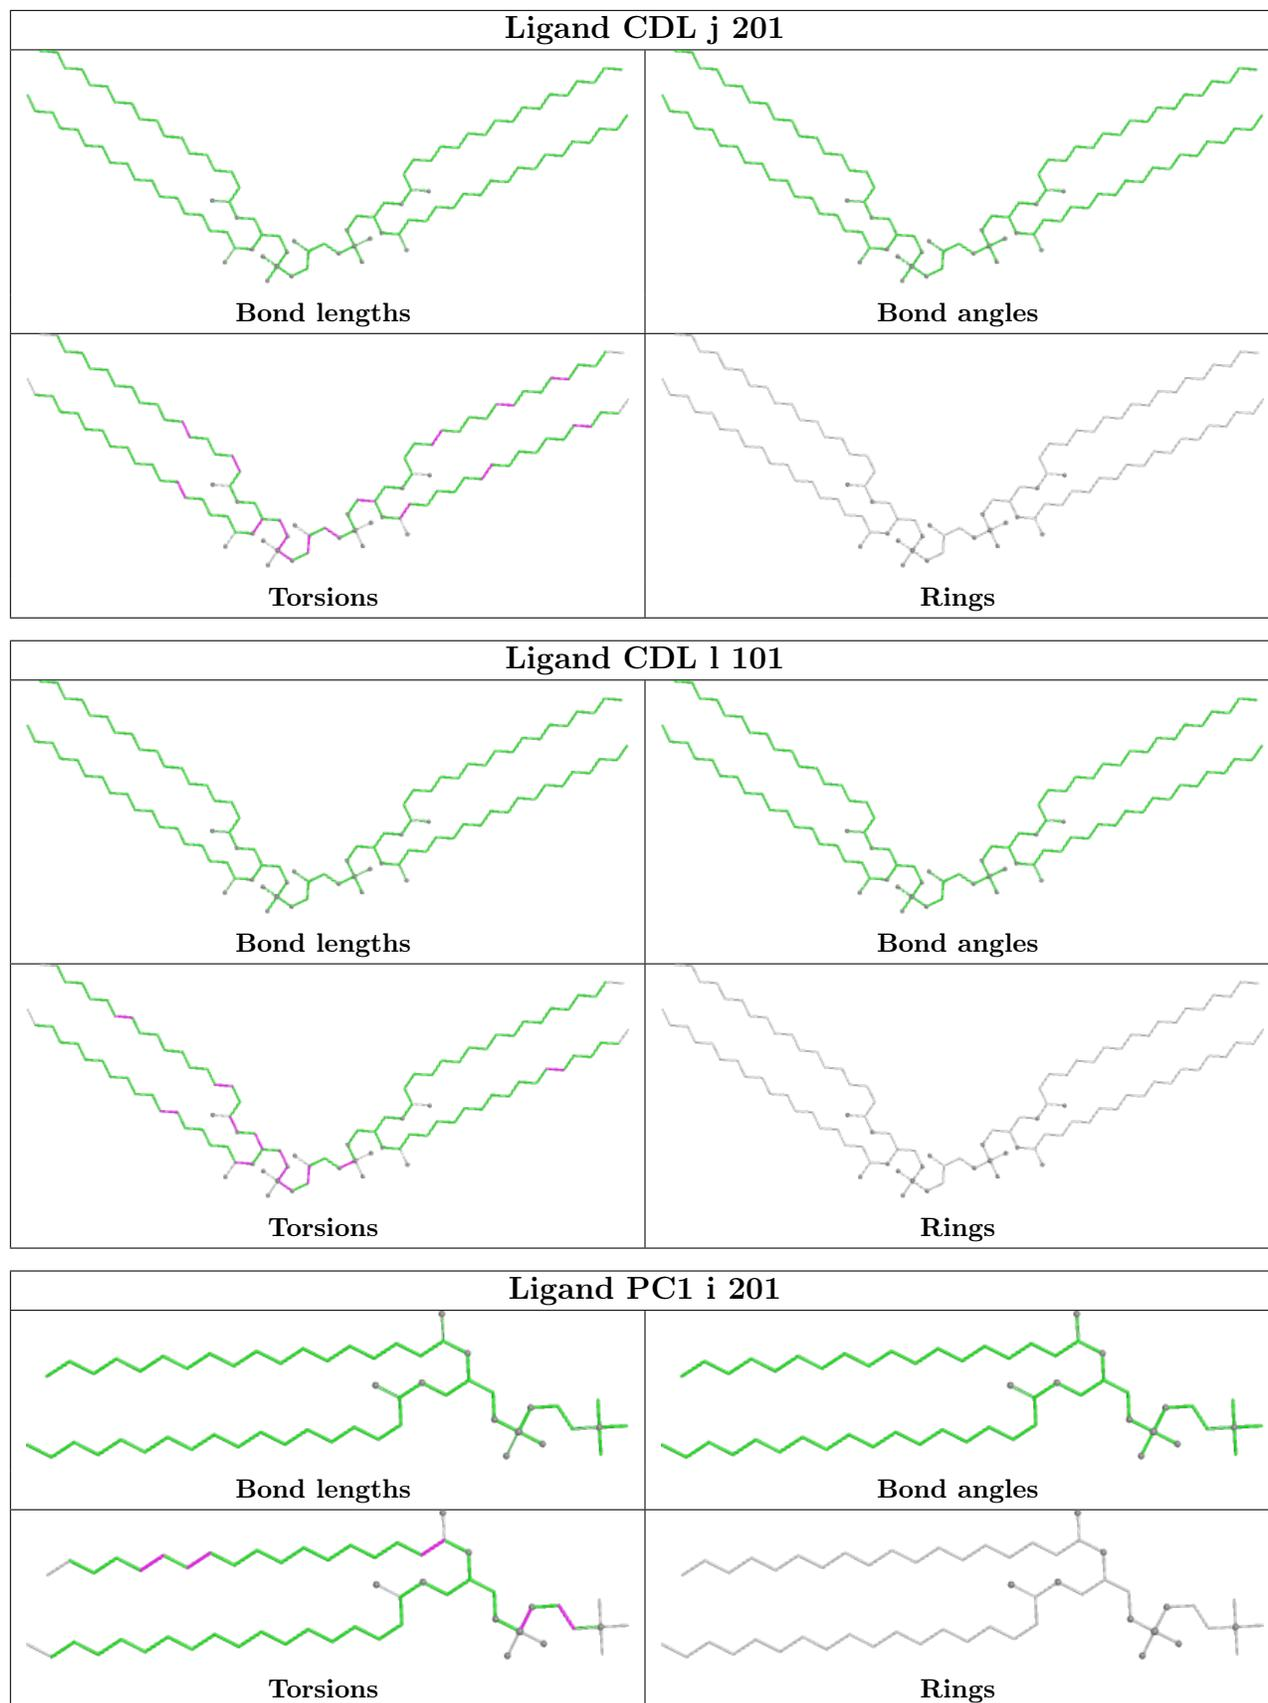 Ligand CDL j 201
Bond lengths
Bond angles
Torsions
Rings
Ligand CDL l 101
Bond lengths
Bond angles
Torsions
Rings
Ligand PC1 i 201
Bond lengths
Bond angles
Torsions
Rings